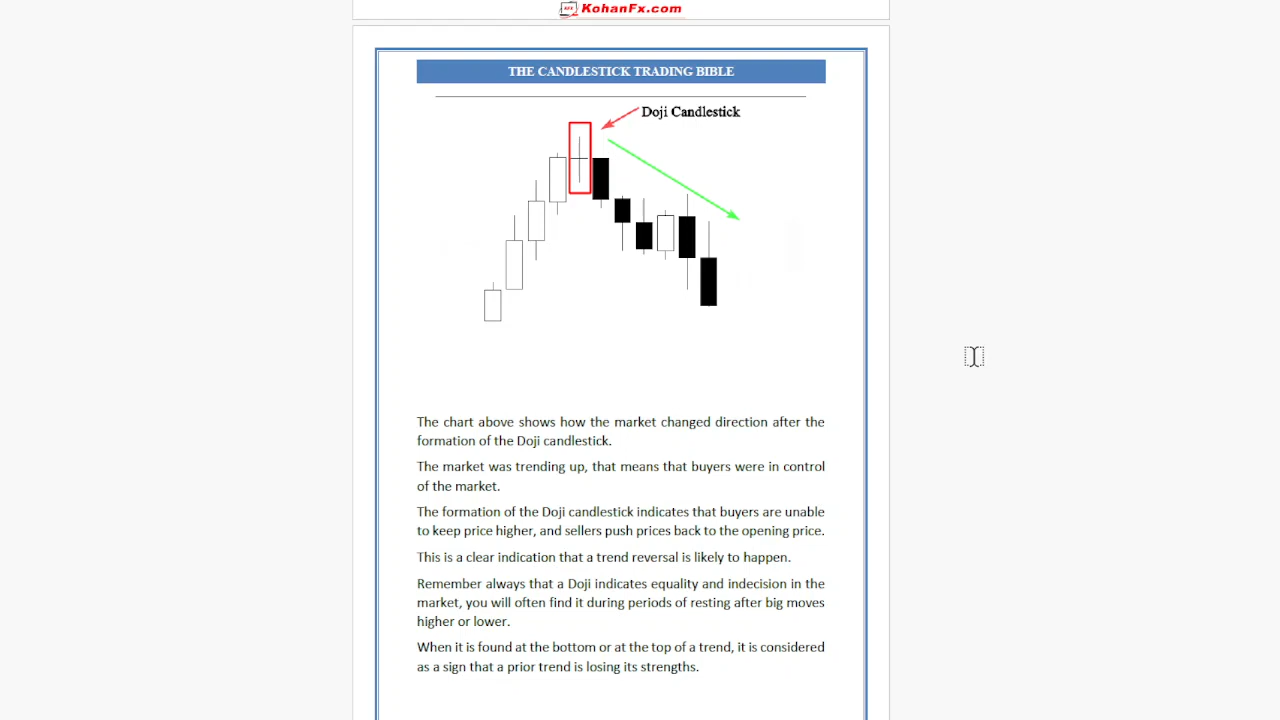 KohanFx.com
THE CANDLESTICK TRADING BIBLE
Doji Candlestick
The chart above shows how the market changed direction after the
formation of the Doji candlestick.
The market was trending up, that means that buyers were in control
of the market.
The formation of the Doji candlestick indicates that buyers are unable
to keep price higher, and sellers push prices back to the opening price.
This is a clear indication that a trend reversal is likely to happen.
Remember always that a Doji indicates equality and indecision in the
market, you will often find it during periods of resting after big moves
higher or lower.
When it is found at the bottom or at the top of a trend, it is considered
as a sign that a prior trend is losing its strengths.